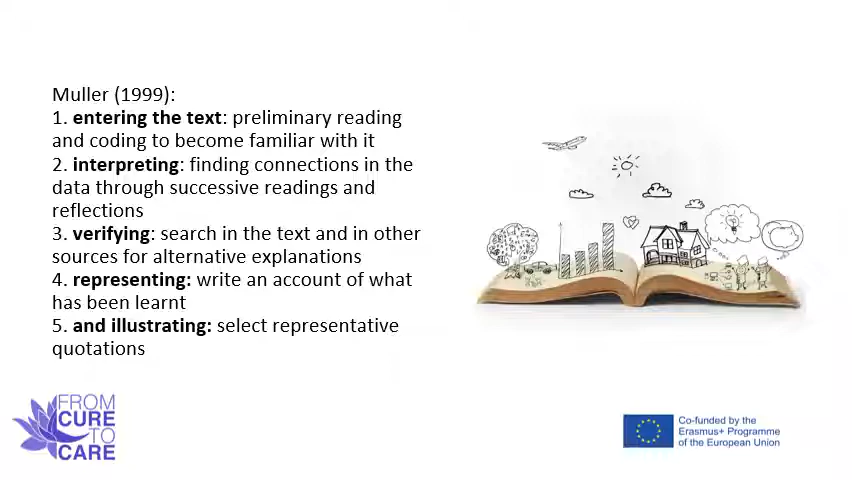 Muller (1999):
1. entering the text: preliminary reading
and coding to become familiar with it
2. interpreting: finding connections in the
data through successive readings and
reflections
3. verifying: search in the text and in other
sources for alternative explanations
4. representing: write an account of what
has been learnt
5. and illustrating: select representative
quotations
FROM
CURE
TO
CARE
Co-funded by the
Erasmus+ Programme
of the European Union